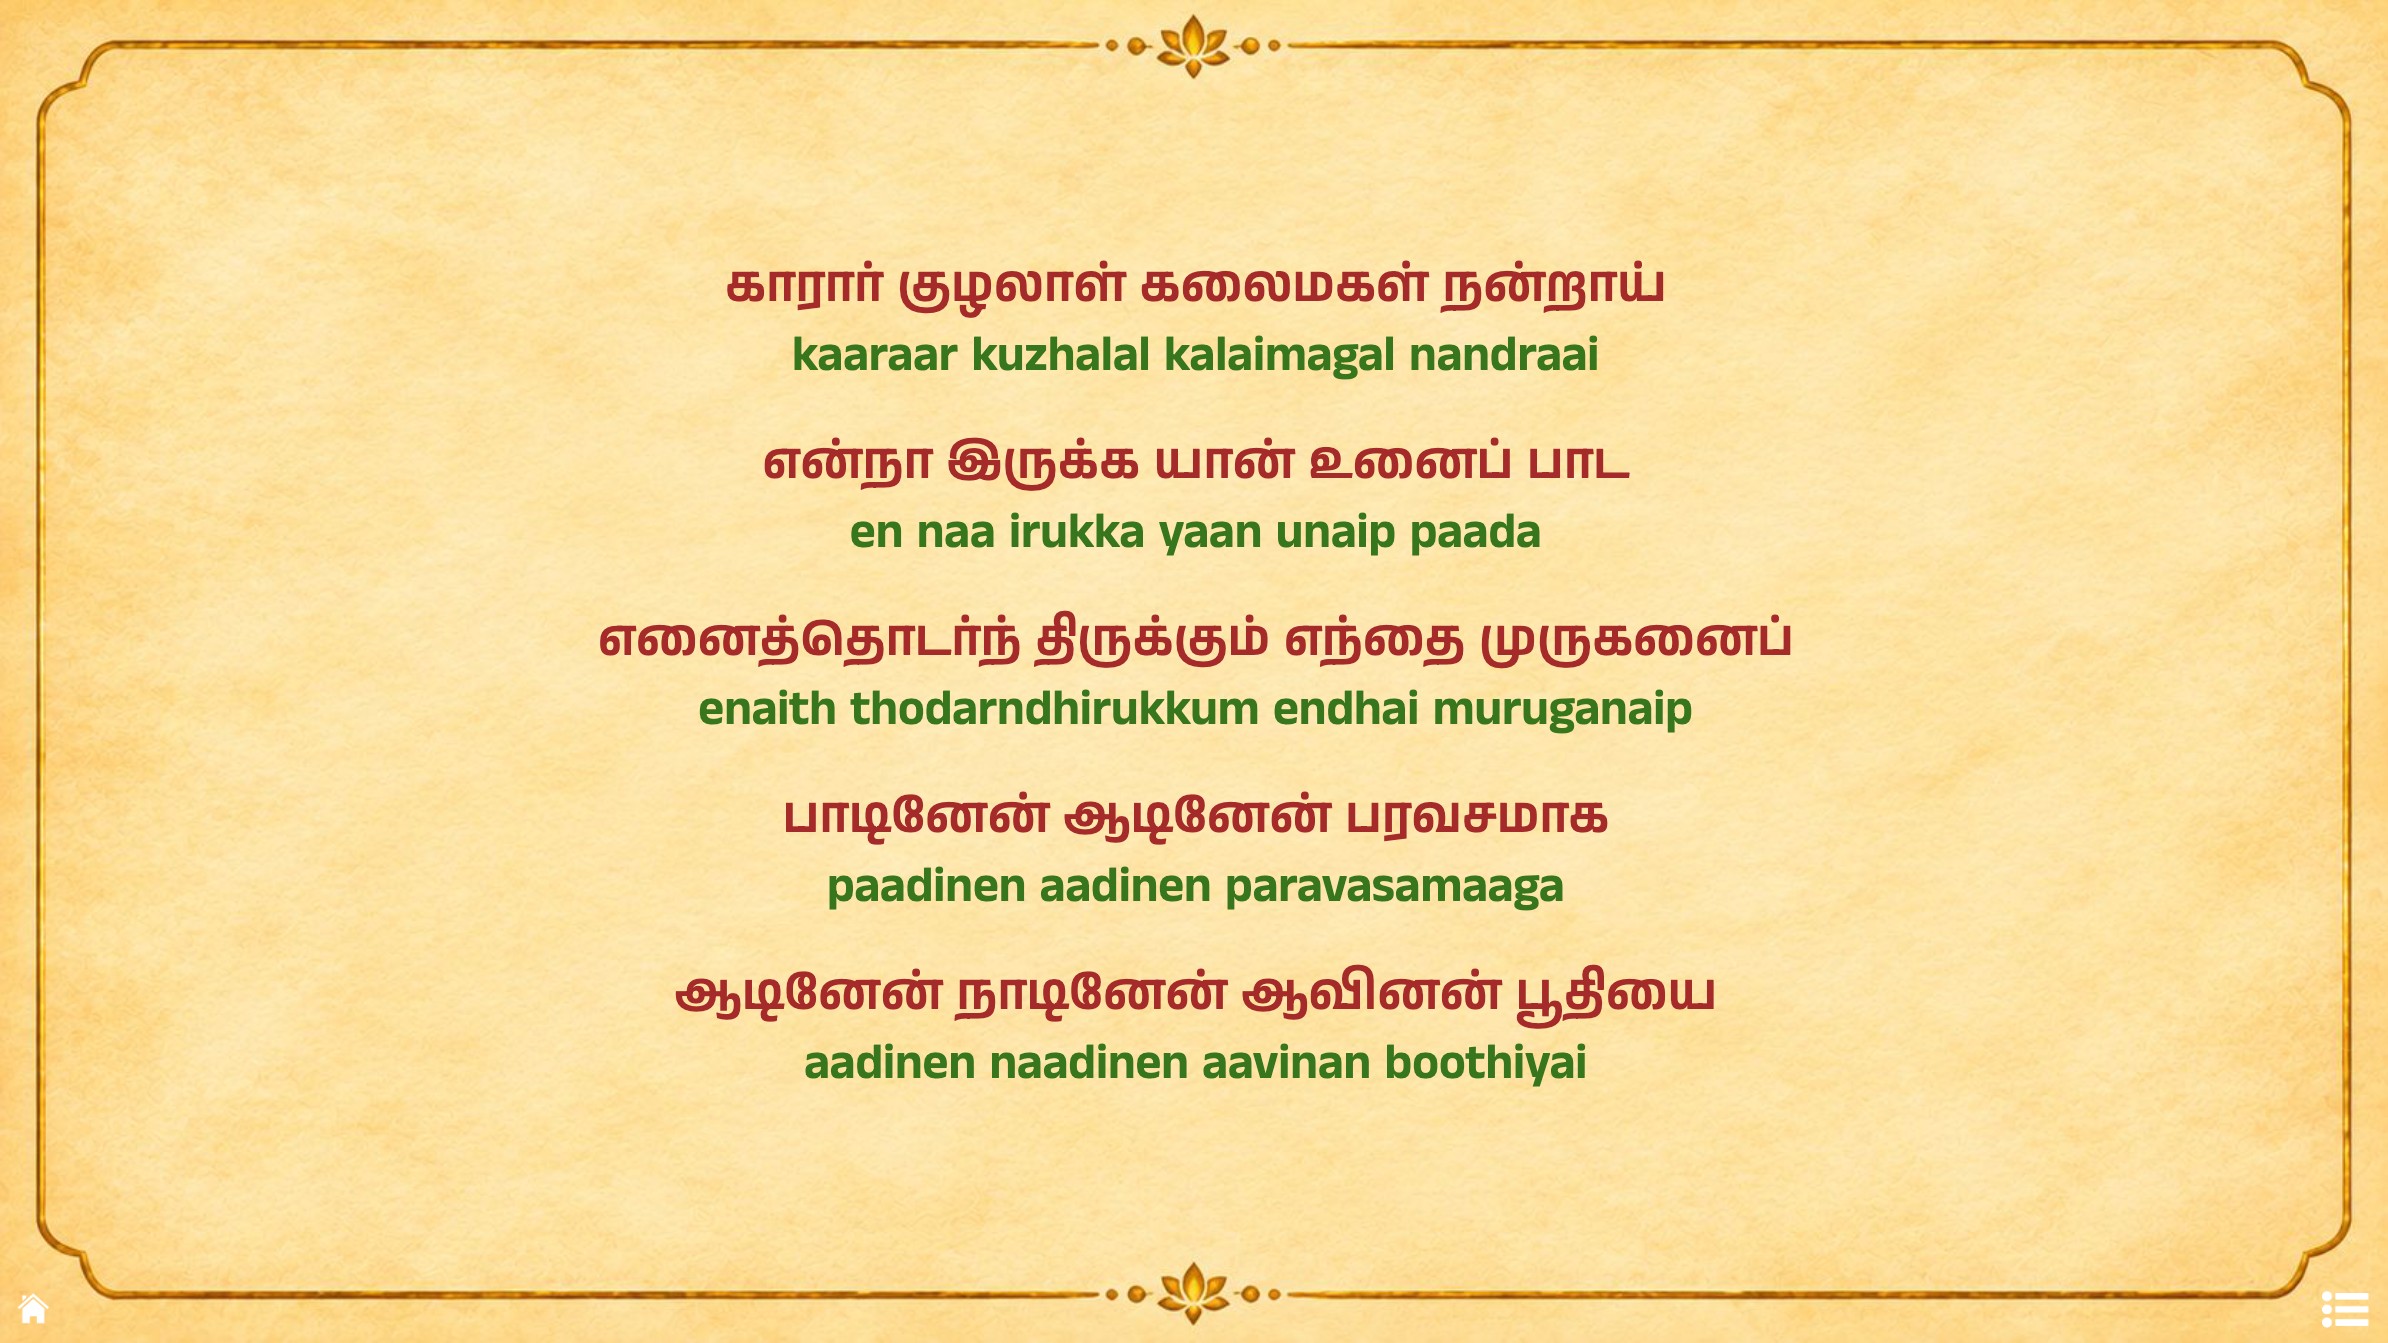 காரார் குழலாள் கலைமகள் நன்றாய்
kaaraar kuzhalal kalaimagal nandraai
என்நா இருக்க யான் உனைப் பாட
en naa irukka yaan unaip paada
எனைத்தொடர்ந் திருக்கும் எந்தை முருகனைப்
enaith thodarndhirukkum endhai muruganaip
பாடினேன் ஆடினேன் பரவசமாக
paadinen aadinen paravasamaaga
ஆடினேன் நாடினேன் ஆவினன் பூதியை
aadinen naadinen aavinan boothiyai